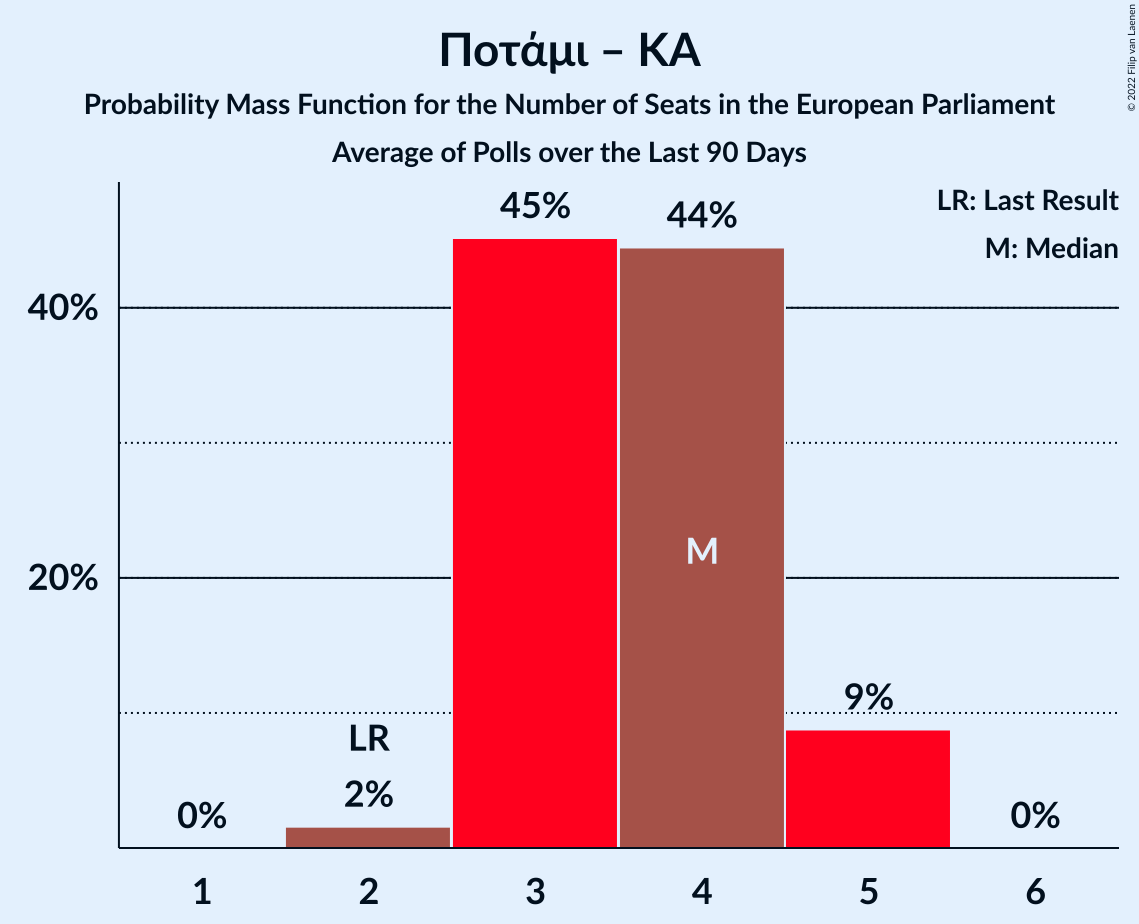 Ποτάμι – ΚΑ
Probability Mass Function for the Number of Seats in the European Parliament
Average of Polls over the Last 90 Days
© 2022 Filip van Laenen
LR: Last Result
M: Median
45%
44%
40%
M
20%
9%
LR
2%
0%
0%
1 2 3 4 5 6